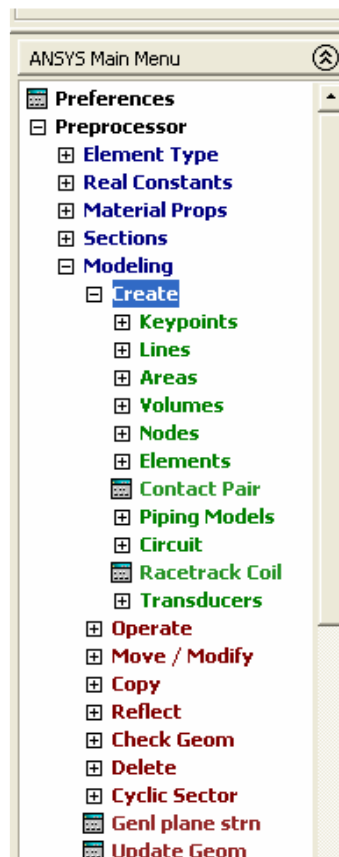 ANSYS Main Menu
Preferences
Preprocessor
Element Type
Real Constants
Material Props
Sections
Modeling
Create
Keypoints
Lines
Areas
Volumes
Nodes
Elements
Contact Pair
Piping Models
Circuit
Racetrack Coil
Transducers
Operate
Move / Modify
Copy
Reflect
Check Geom
Delete
Cyclic Sector
Genl plane strn
Update Geom